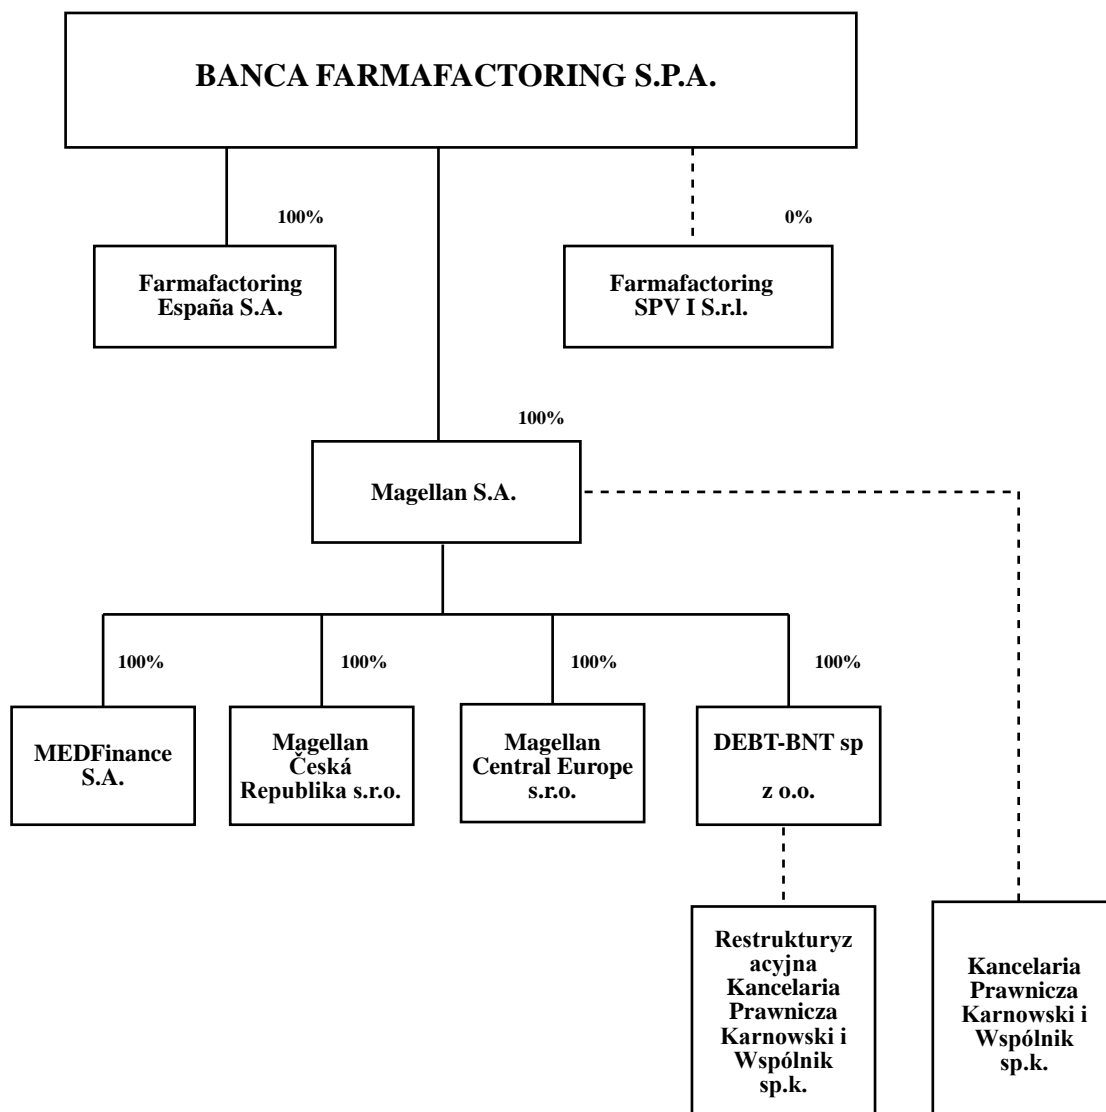 BANCA FARMAFACTORING S.P.A.
100%
0%
Farmafactoring
España S.A.
Farmafactoring
SPV I S.r.l.
100%
Magellan S.A.
100%
100%
100%
100%
MEDFinance
S.A.
Magellan
Česká
Republika s.r.o.
Magellan
Central Europe
s.r.o.
DEBT-BNT sp
z o.o.
Restrukturyz
acyjna
Kancelaria
Prawnicza
Karnowski i
Wspólnik
sp.k.
Kancelaria
Prawnicza
Karnowski i
Wspólnik
sp.k.